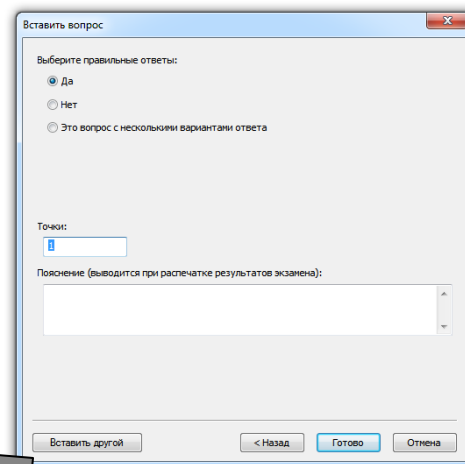 Вставить вопрос
Выберите правильные ответы:
Да
Нет
Это вопрос с несколькими вариантами ответа
Точки:
1
Пояснение (выводится при распечатке результатов экзамена):
Вставить другой
< Назад
Готово
Отмена